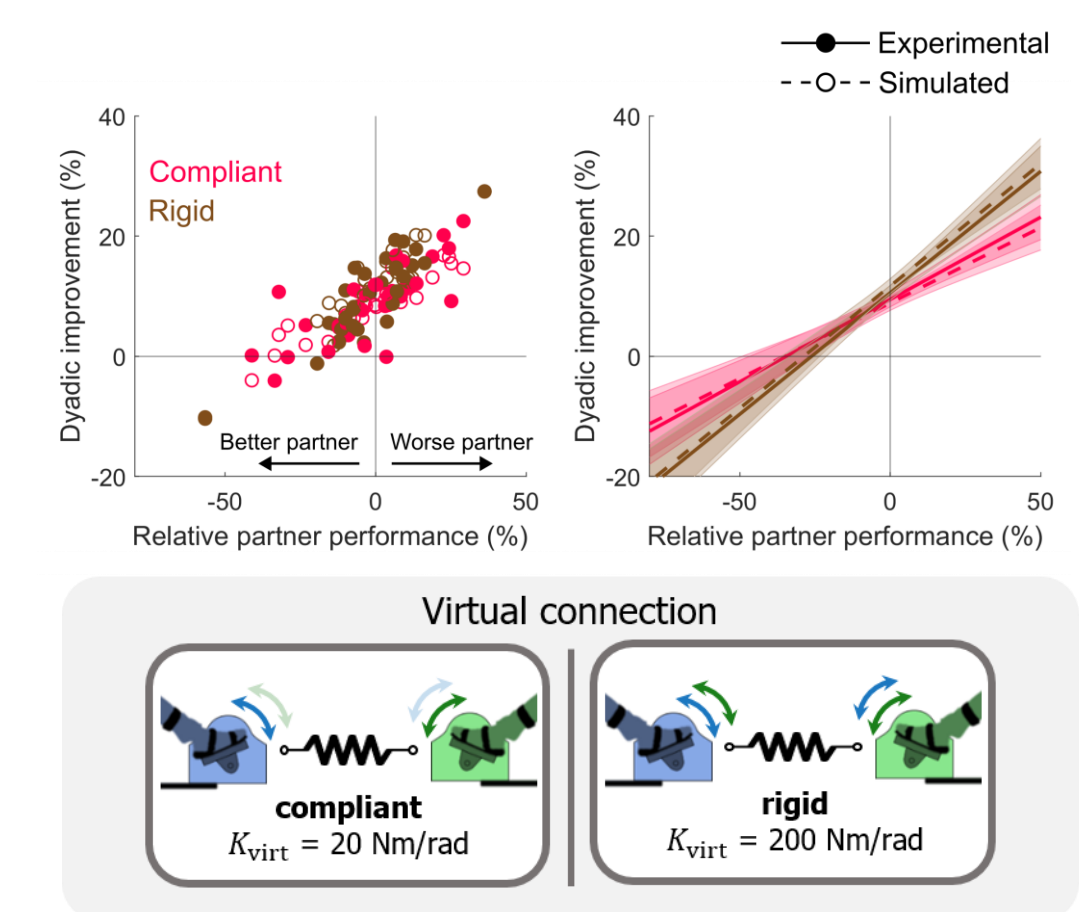 Experimental
Simulated
40
20
0
-20
Dyadic improvement (%)
Compliant
Rigid
Better partner
Worse partner
-50
0
50
Relative partner performance (%)
40
20
0
-20
Dyadic improvement (%)
-50
0
50
Relative partner performance (%)
Virtual connection
compliant
K_virt = 20 Nm/rad
rigid
K_virt = 200 Nm/rad